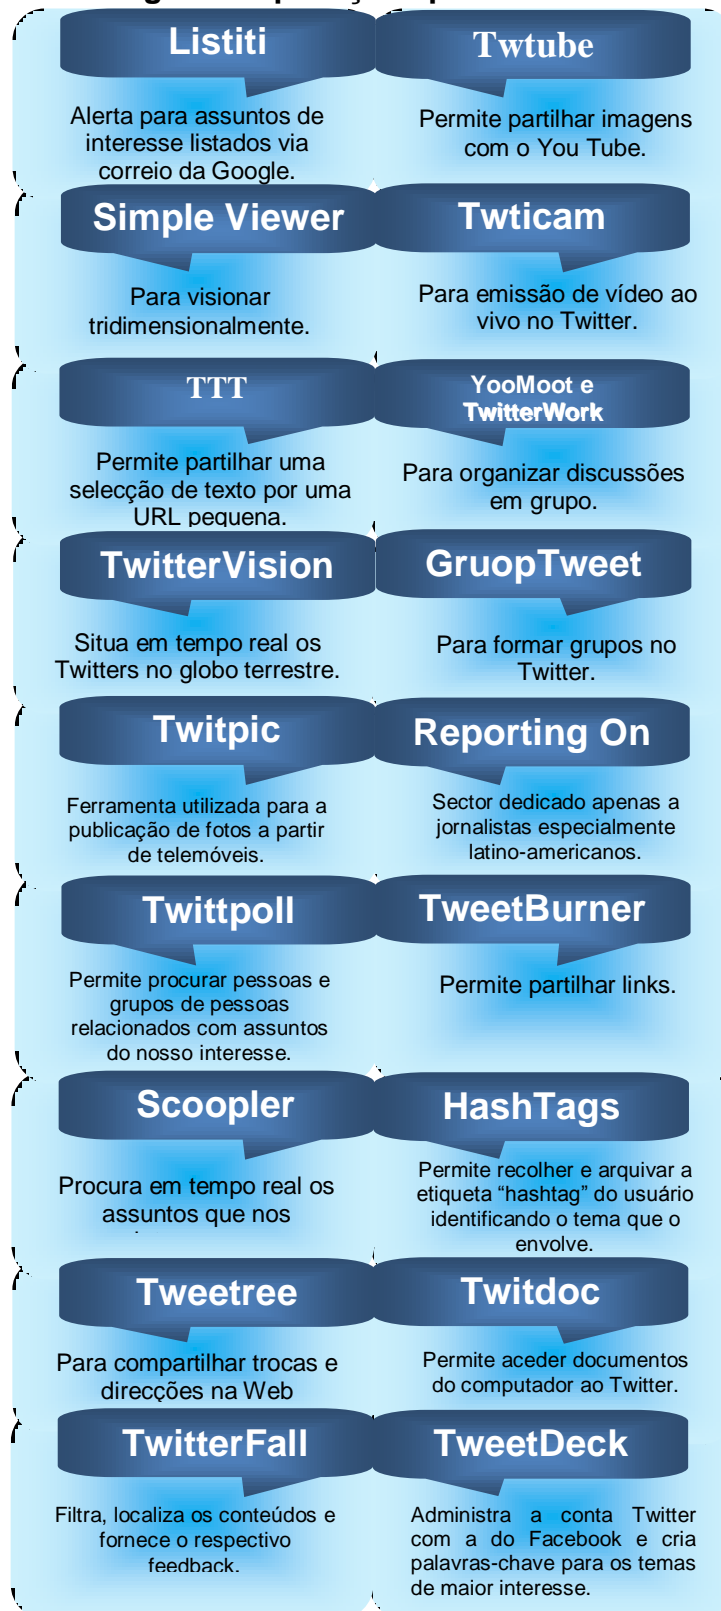 Listiti
Alerta para assuntos de
interesse listados via
correio da Google.
Twtube
Permite partilhar imagens
com o You Tube.
Simple Viewer
Para visionar
tridimensionalmente.
Twticam
Para emissão de vídeo ao
vivo no Twitter.
TTT
Permite partilhar uma
selecção de texto por uma
URL pequena.
YooMoot e
TwitterWork
Para organizar discussões
em grupo.
TwitterVision
Situa em tempo real os
Twitters no globo terrestre.
GruopTweet
Para formar grupos no
Twitter.
Twitpic
Ferramenta utilizada para a
publicação de fotos a partir
de telemóveis.
Reporting On
Sector dedicado apenas a
jornalistas especialmente
latino-americanos.
Twittpoll
Permite procurar pessoas e
grupos de pessoas
relacionados com assuntos
do nosso interesse.
TweetBurner
Permite partilhar links.
Scoopler
Procura em tempo real os
assuntos que nos
HashTags
Permite recolher e arquivar a
etiqueta “hashtag” do usuário
identificando o tema que o
envolve.
Tweetree
Para compartilhar trocas e
direcções na Web
Twitdoc
Permite aceder documentos
do computador ao Twitter.
TwitterFall
Filtra, localiza os conteúdos e
fornece o respectivo
feedback.
TweetDeck
Administra a conta Twitter
com a do Facebook e cria
palavras-chave para os temas
de maior interesse.